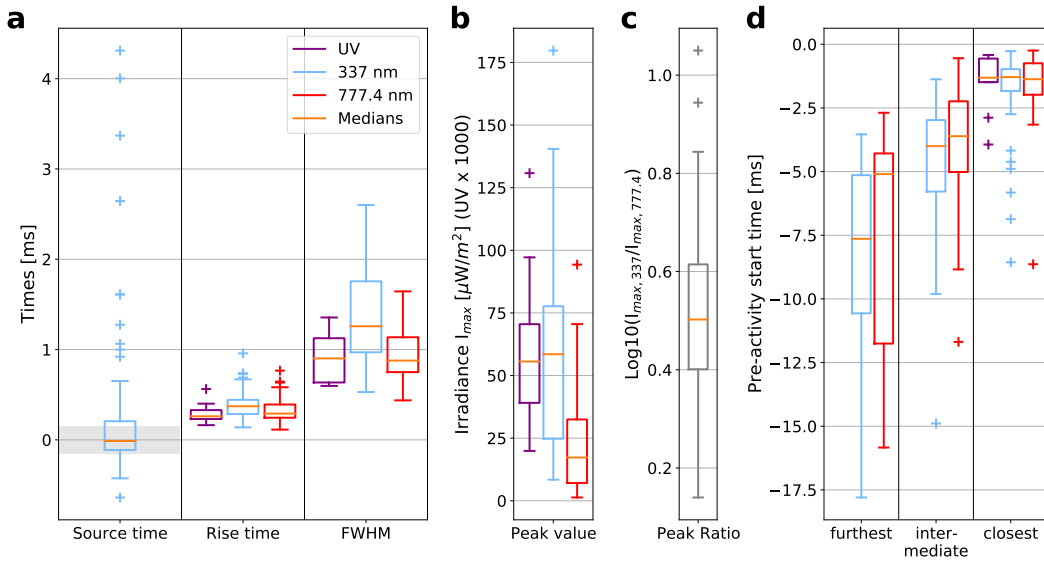 a
b
c
d
Times [ms]
4
3
2
1
0
UV
337 nm
777.4 nm
Medians
Source time
Rise time
FWHM
Irradiance I_max [μW/m²] (UV x 1000)
175
150
125
100
75
50
25
0
Peak value
Log10(I_max,337/I_max,777.4)
1.0
0.8
0.6
0.4
0.2
Peak Ratio
Pre-activity start time [ms]
0.0
−2.5
−5.0
−7.5
−10.0
−12.5
−15.0
−17.5
furthest
inter-
mediate
closest